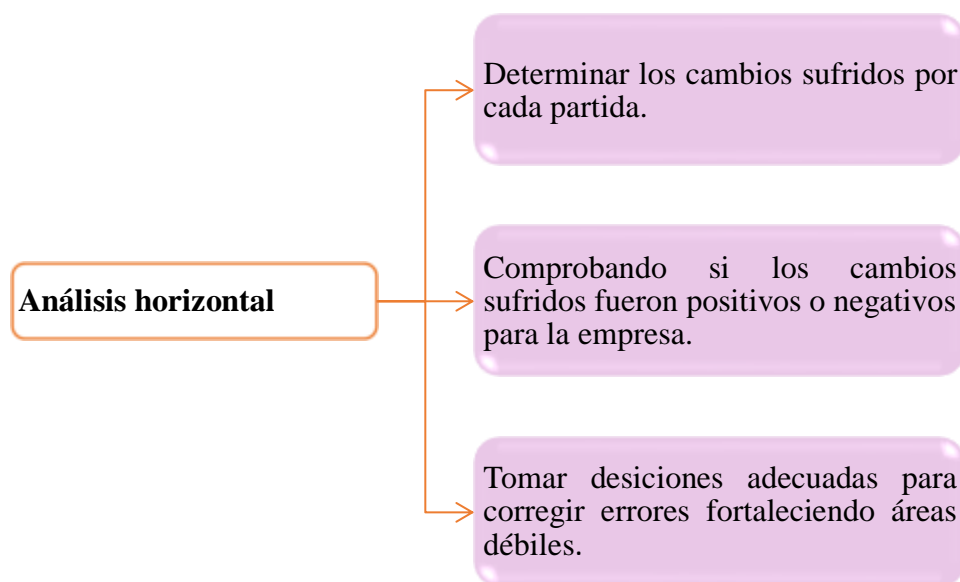 Determinar los cambios sufridos por
cada partida.
Análisis horizontal
Comprobando si los cambios
sufridos fueron positivos o negativos
para la empresa.
Tomar desiciones adecuadas para
corregir errores fortaleciendo áreas
débiles.